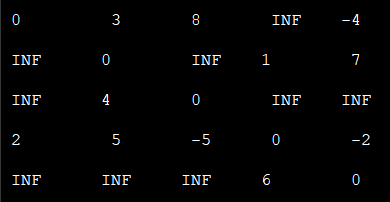 0 3 8 INF -4
INF 0 INF 1 7
INF 4 0 INF INF
2 5 -5 0 -2
INF INF INF 6 0